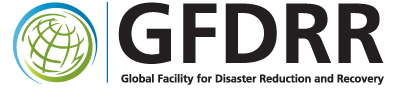 GFDRR
Global Facility for Disaster Reduction and Recovery